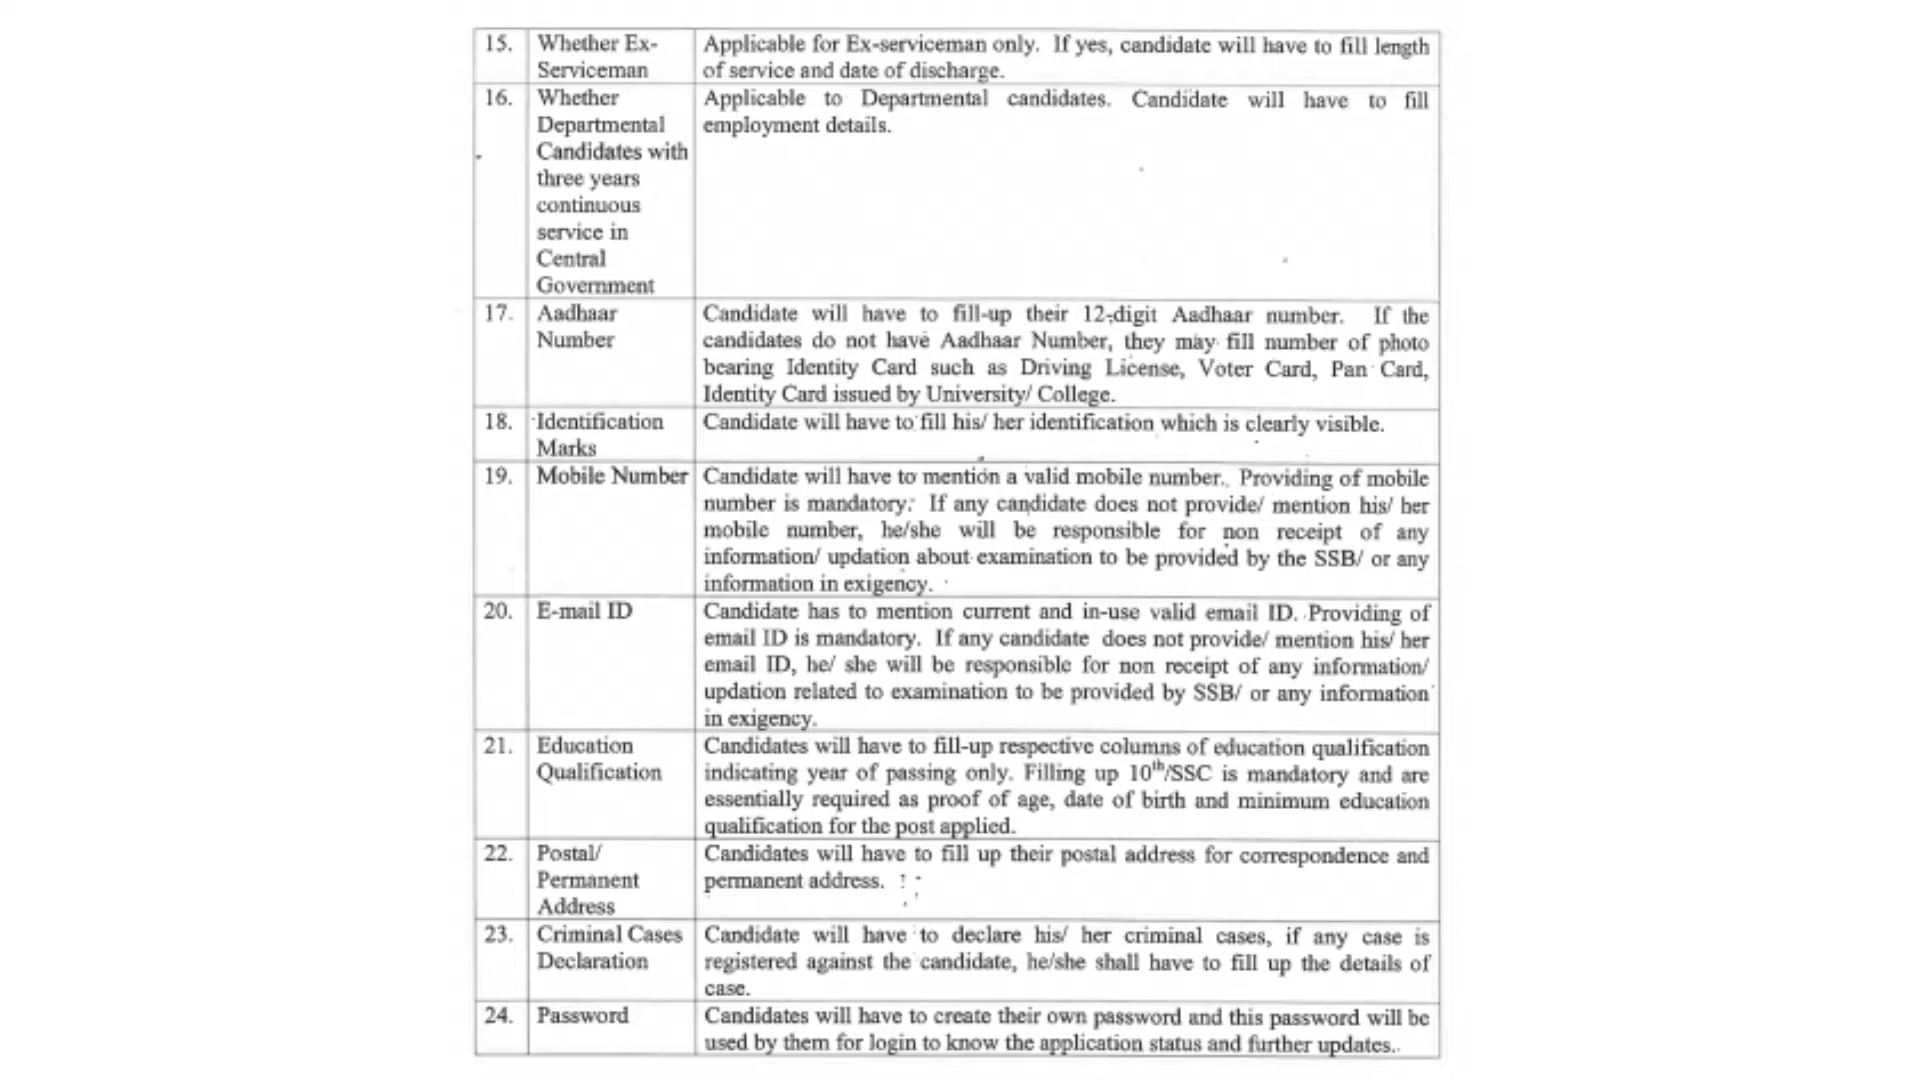 15. Whether Ex-Serviceman Applicable for Ex-serviceman only. If yes, candidate will have to fill length
of service and date of discharge.
16. Whether Applicable to Departmental candidates. Candidate will have to fill
Departmental employment details.
Candidates with
three years
continuous
service in
Central
Government
17. Aadhaar Candidate will have to fill-up their 12-digit Aadhaar number. If the
Number candidates do not have Aadhaar Number, they may fill number of photo
bearing Identity Card such as Driving License, Voter Card, Pan Card,
Identity Card issued by University/ College.
18. Identification Candidate will have to fill his/ her identification which is clearly visible.
Marks
19. Mobile Number Candidate will have to mention a valid mobile number. Providing of mobile
number is mandatory. If any candidate does not provide/ mention his/ her
mobile number, he/she will be responsible for non receipt of any
information/ updation about examination to be provided by the SSB/ or any
information in exigency.
20. E-mail ID Candidate has to mention current and in-use valid email ID. Providing of
email ID is mandatory. If any candidate does not provide/ mention his/ her
email ID, he/ she will be responsible for non receipt of any information/
updation related to examination to be provided by SSB/ or any information
in exigency.
21. Education Candidates will have to fill-up respective columns of education qualification
Qualification indicating year of passing only. Filling up 10th/SSC is mandatory and are
essentially required as proof of age, date of birth and minimum education
qualification for the post applied.
22. Postal/ Candidates will have to fill up their postal address for correspondence and
Permanent permanent address.
Address
23. Criminal Cases Candidate will have to declare his/ her criminal cases, if any case is
Declaration registered against the candidate, he/she shall have to fill up the details of
case.
24. Password Candidates will have to create their own password and this password will be
used by them for login to know the application status and further updates.